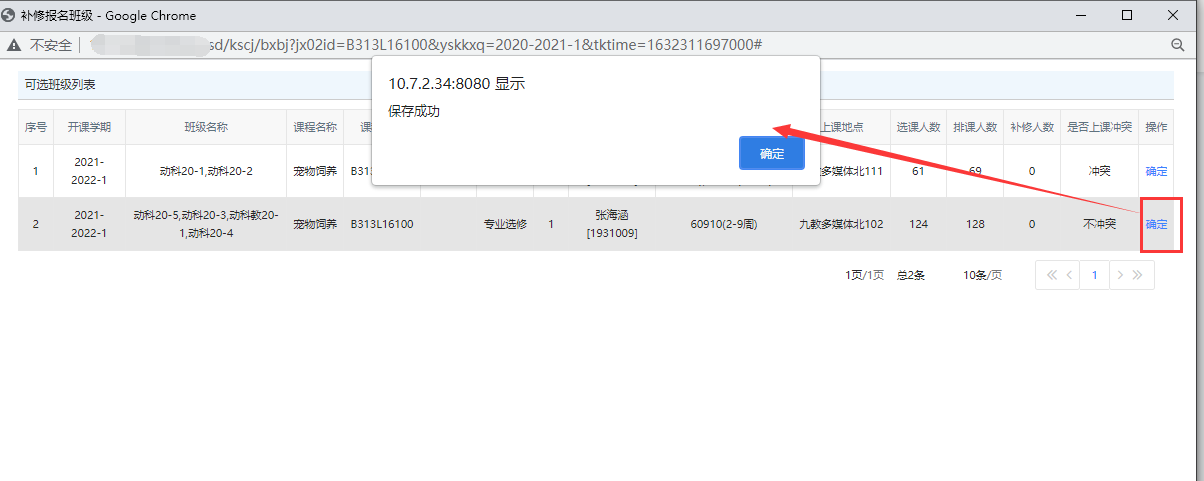 补修报名班级 - Google Chrome
不安全 sd/kscj/bxbj?jx02id=B313L16100&yskkxq=2020-2021-1&tktime=1632311697000#
可选班级列表
10.7.2.34:8080 显示
保存成功
确定
序号 开课学期 班级名称 课程名称 上课地点 选课人数 排课人数 补修人数 是否上课冲突 操作
1 2021-2022-1 动科20-1,动科20-2 宠物饲养 多媒体北111 61 69 0 冲突 确定
2 2021-2022-1 动科20-5,动科20-3,动科教20-1,动科20-4 宠物饲养 B313L16100 专业选修 1 张海涵[1931009] 60910(2-9周) 九教多媒体北102 124 128 0 不冲突 确定
1页/1页 总2条 10条/页 1